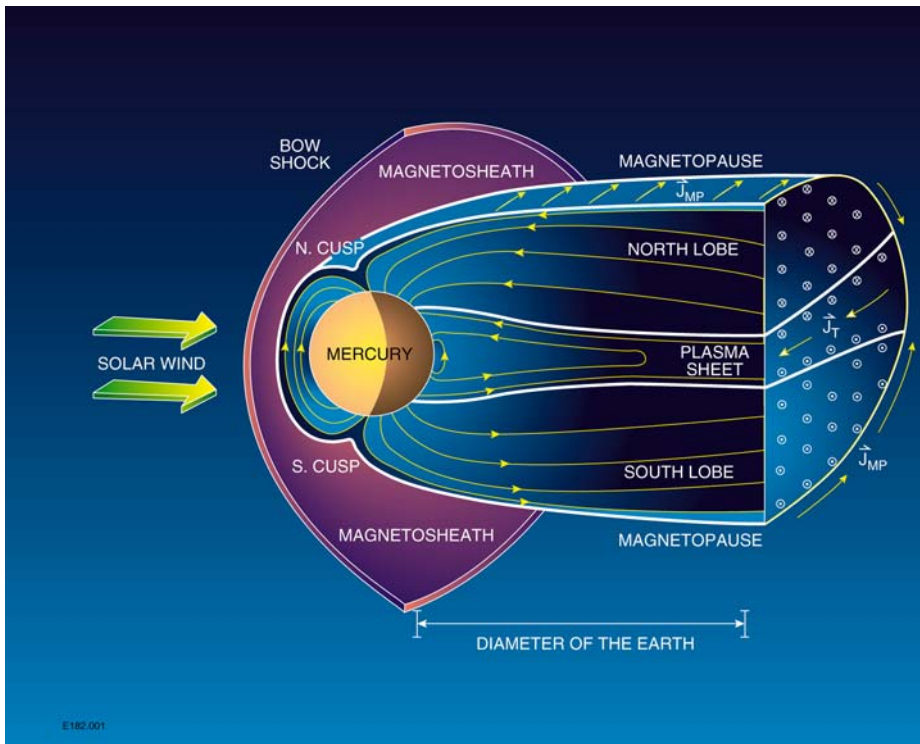 BOW
SHOCK
MAGNETOSHEATH
MAGNETOPAUSE
J⃗MP
N. CUSP
NORTH LOBE
J⃗T
SOLAR WIND
MERCURY
PLASMA
SHEET
S. CUSP
SOUTH LOBE
J⃗MP
MAGNETOSHEATH
MAGNETOPAUSE
DIAMETER OF THE EARTH
E182.001